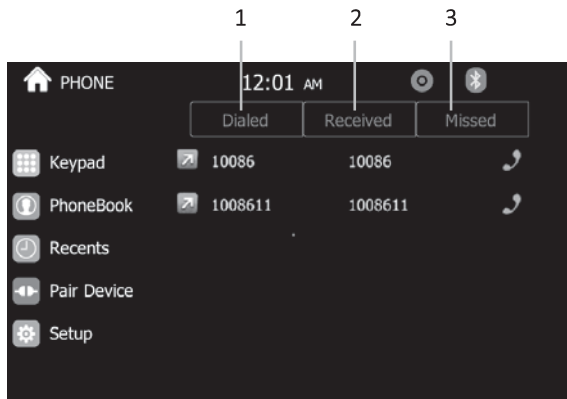 1 2 3
PHONE 12:01 AM
Dialed Received Missed
Keypad 10086 10086
PhoneBook 1008611 1008611
Recents
Pair Device
Setup